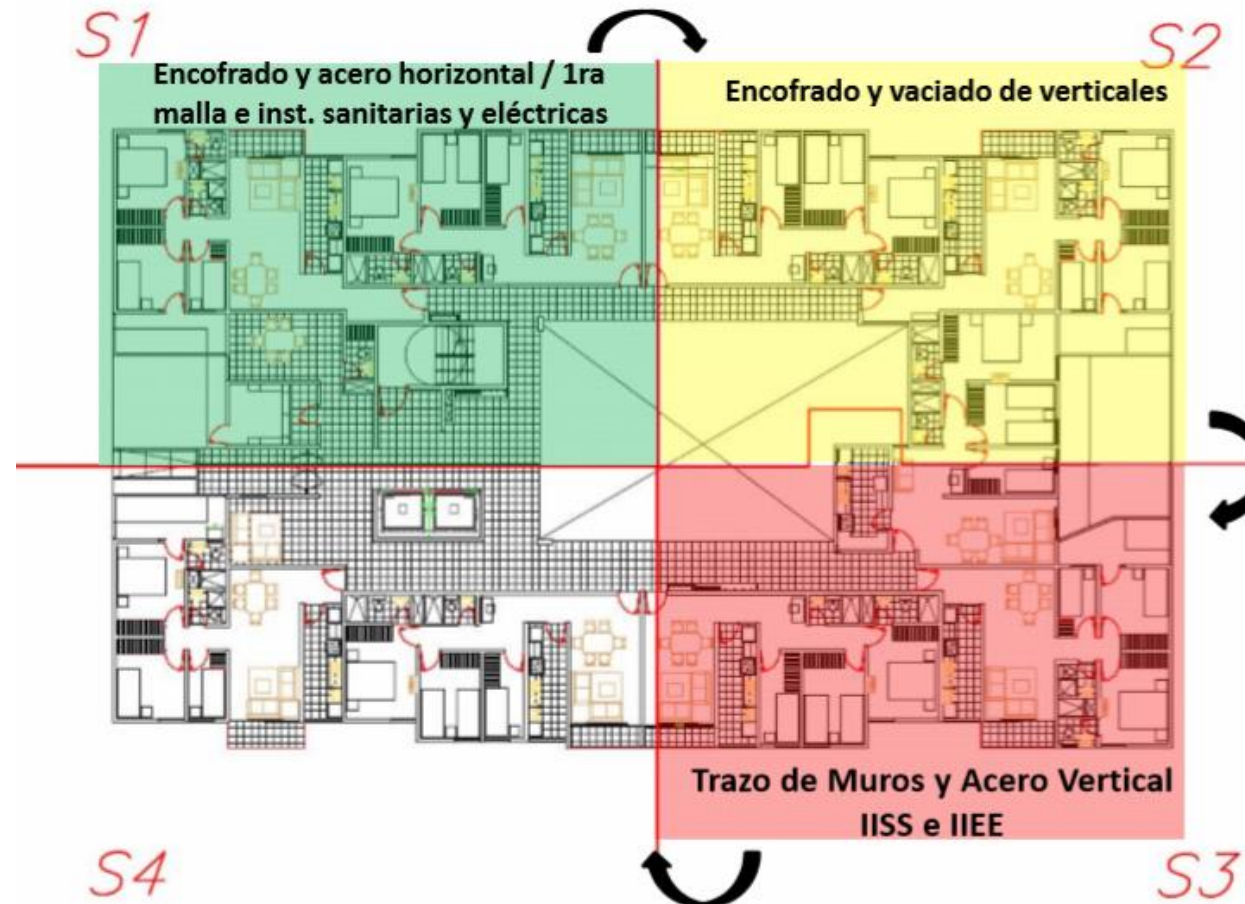 S1
S2
Encofrado y acero horizontal / 1ra
malla e inst. sanitarias y eléctricas
Encofrado y vaciado de verticales
Trazo de Muros y Acero Vertical
IISS e IIEE
S4
S3